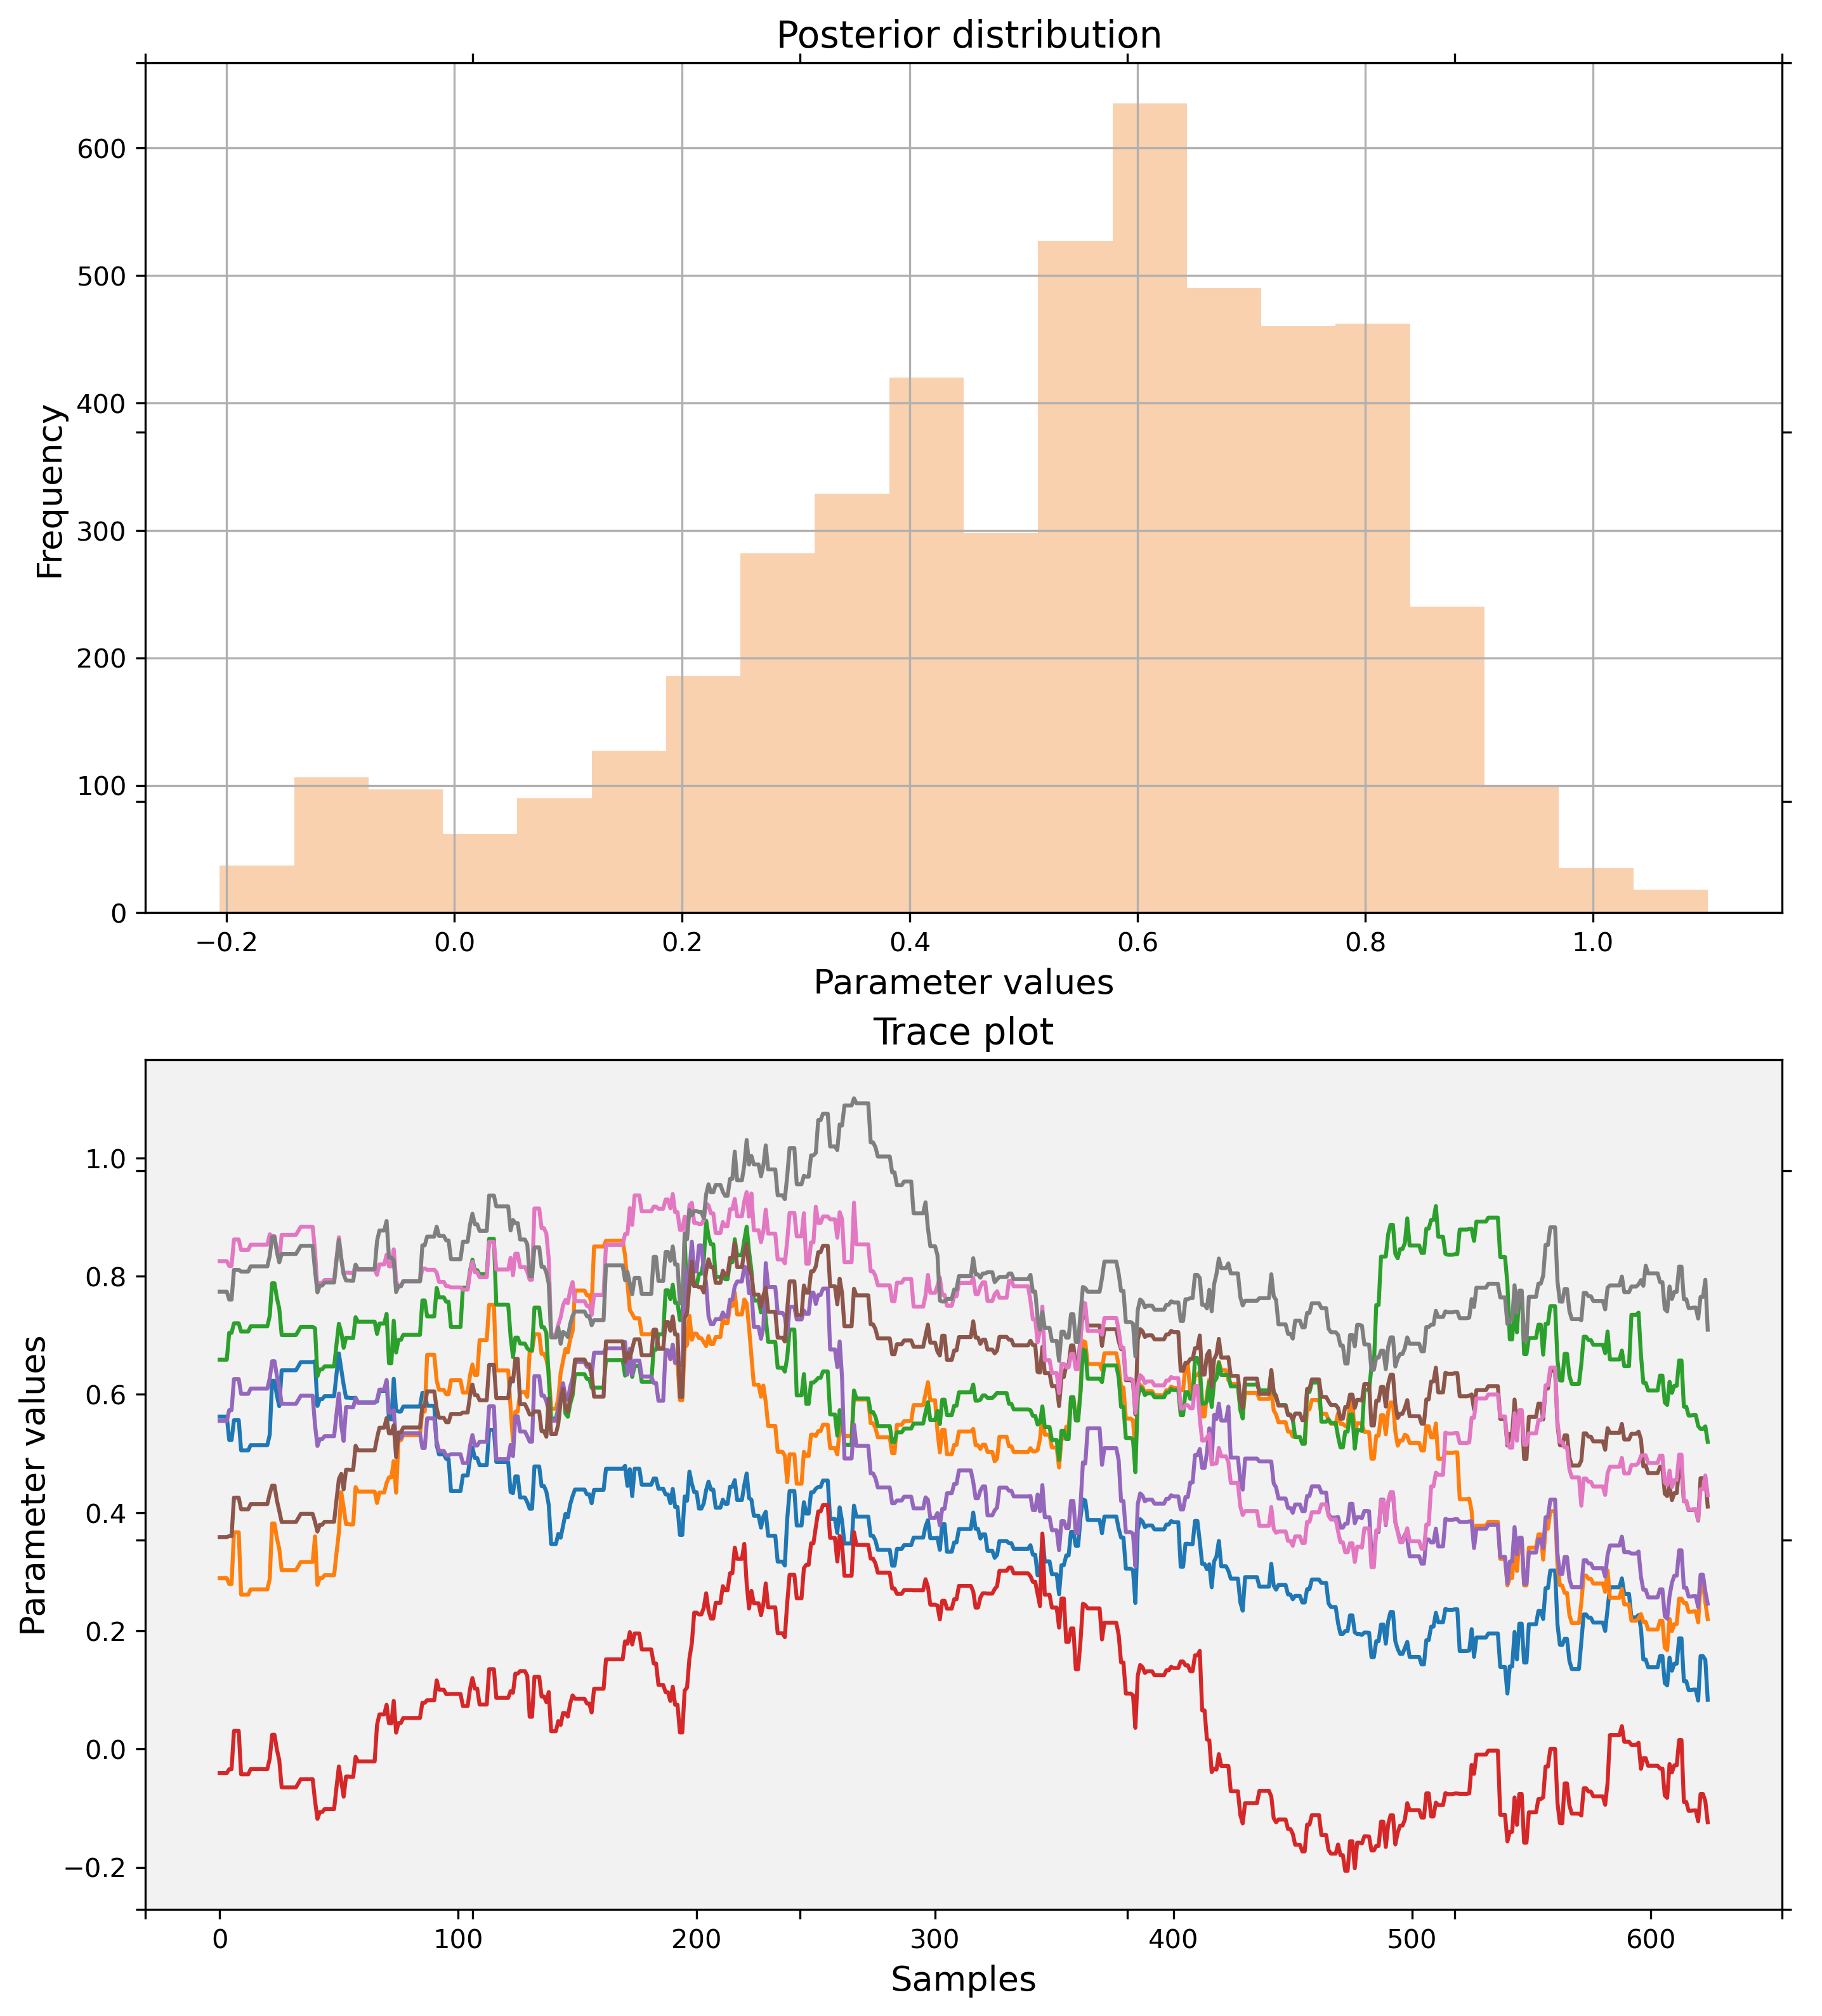 Posterior distribution
600
500
400
300
200
100
0
Frequency
−0.2 0.0 0.2 0.4 0.6 0.8 1.0
Parameter values
Trace plot
1.0
0.8
0.6
0.4
0.2
0.0
−0.2
Parameter values
0 100 200 300 400 500 600
Samples